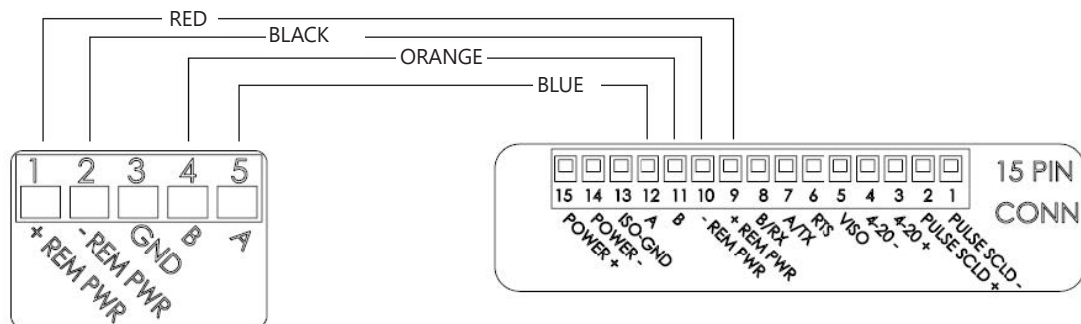 RED
BLACK
ORANGE
BLUE
1 2 3 4 5
+ REM PWR
- REM PWR
GND
B
A
15 14 13 12 11 10 9 8 7 6 5 4 3 2 1
POWER +
POWER -
ISO-GND
A
B
- REM PWR
+ REM PWR
B/RX
A/TX
RTS
VISO
4-20 -
4-20 +
PULSE SCLD +
PULSE SCLD -
15 PIN
CONN